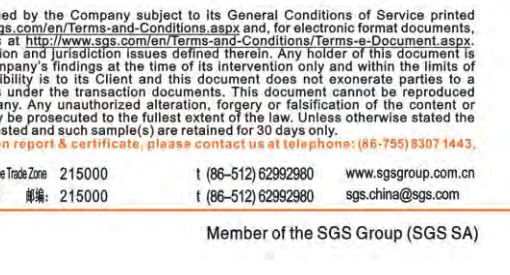 ed by the Company subject to its General Conditions of Service printed
gs.com/en/Terms-and-Conditions.aspx and, for electronic format documents,
s at http://www.sgs.com/en/Terms-and-Conditions/Terms-e-Document.aspx.
ion and jurisdiction issues defined therein. Any holder of this document is
mpany's findings at the time of its intervention only and within the limits of
ibility is to its Client and this document does not exonerate parties to a
s under the transaction documents. This document cannot be reproduced
any. Any unauthorized alteration, forgery or falsification of the content or
y be prosecuted to the fullest extent of the law. Unless otherwise stated the
sted and such sample(s) are retained for 30 days only.
n report & certificate, please contact us at telephone: (86-755) 8307 1443,
e Trade Zone 215000 t (86–512) 62992980 www.sgsgroup.com.cn
邮编: 215000 t (86–512) 62992980 sgs.china@sgs.com
Member of the SGS Group (SGS SA)